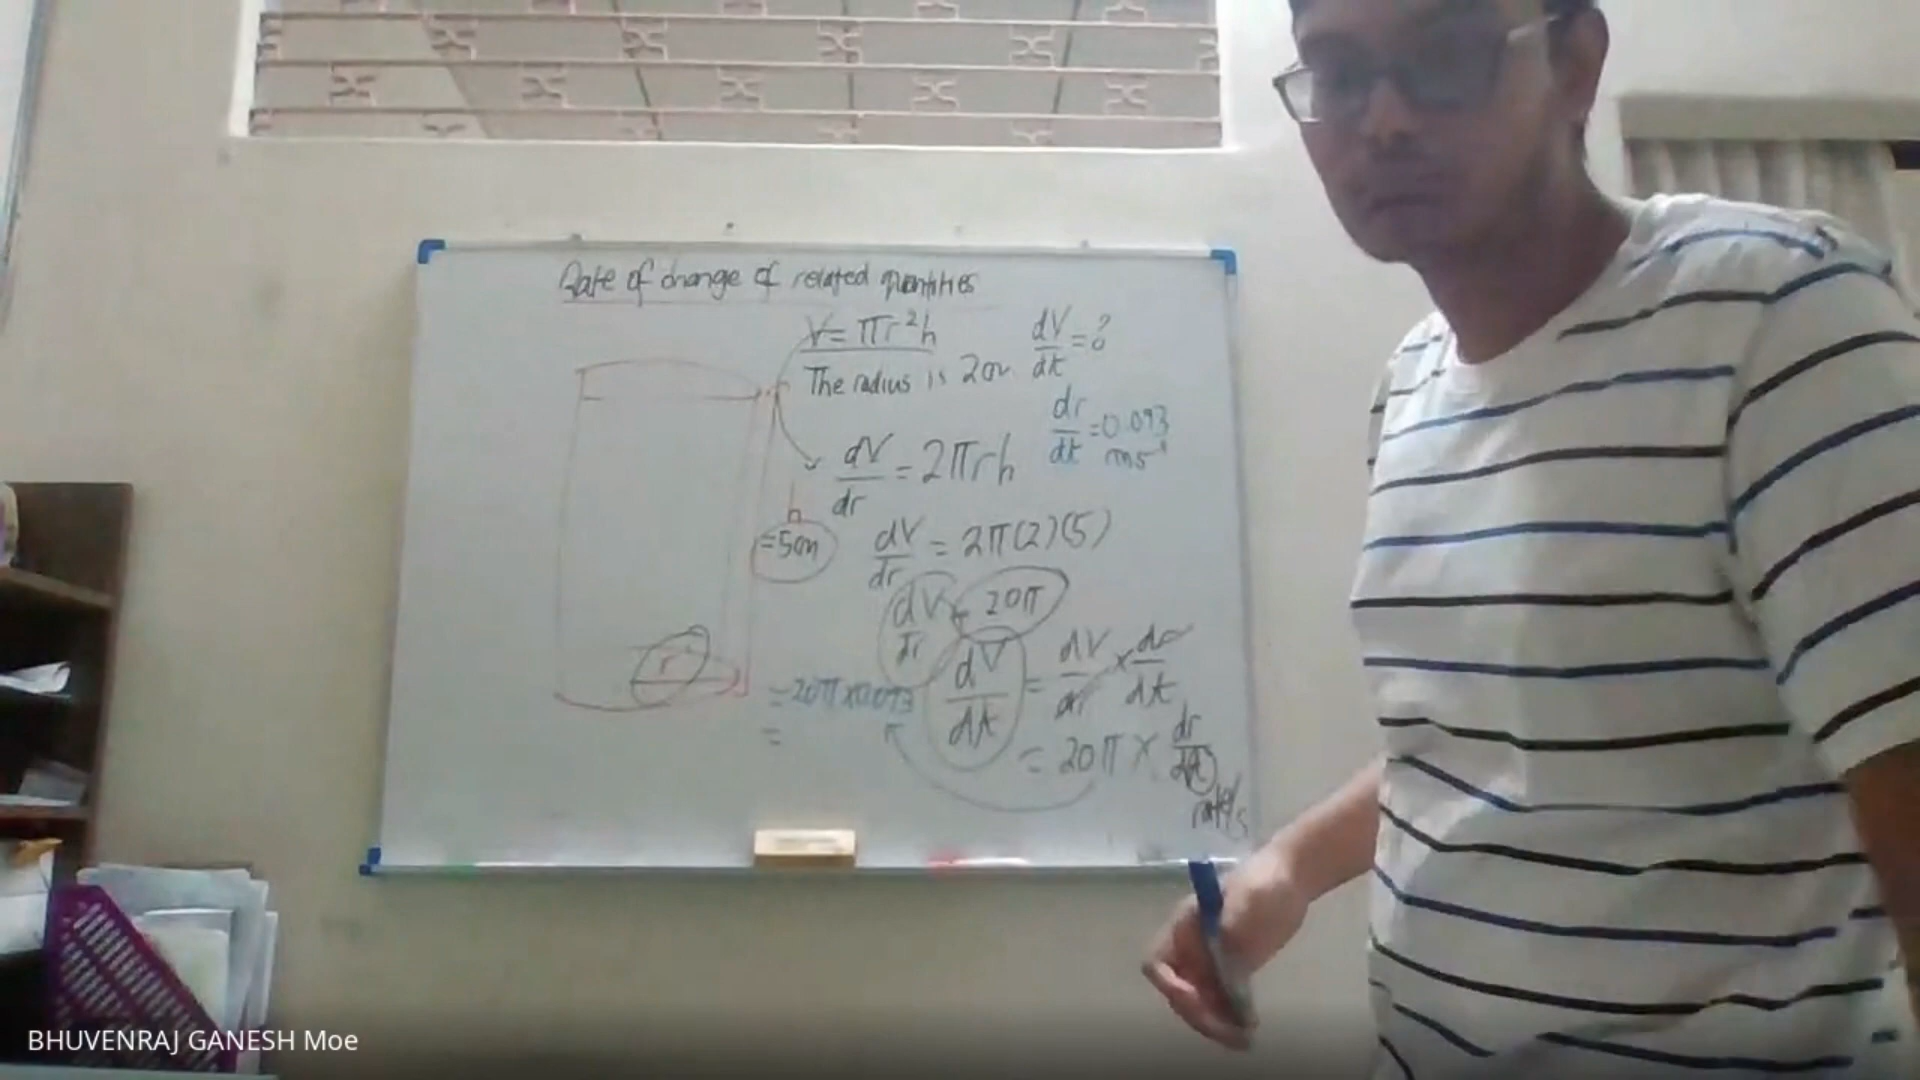 Rate of change of related quantities
V = πr²h
dV/dt = ?
The radius is 2cm
dr/dt = 0.093 ms⁻¹
dV/dr = 2πrh
h
= 5cm
dV/dr = 2π(2)(5)
dV/dr = 20π
r
dV/dt = dV/dr × dr/dt
= 20π × dr/dt
rate/s
= 20π × 0.093
=
BHUVENRAJ GANESH Moe